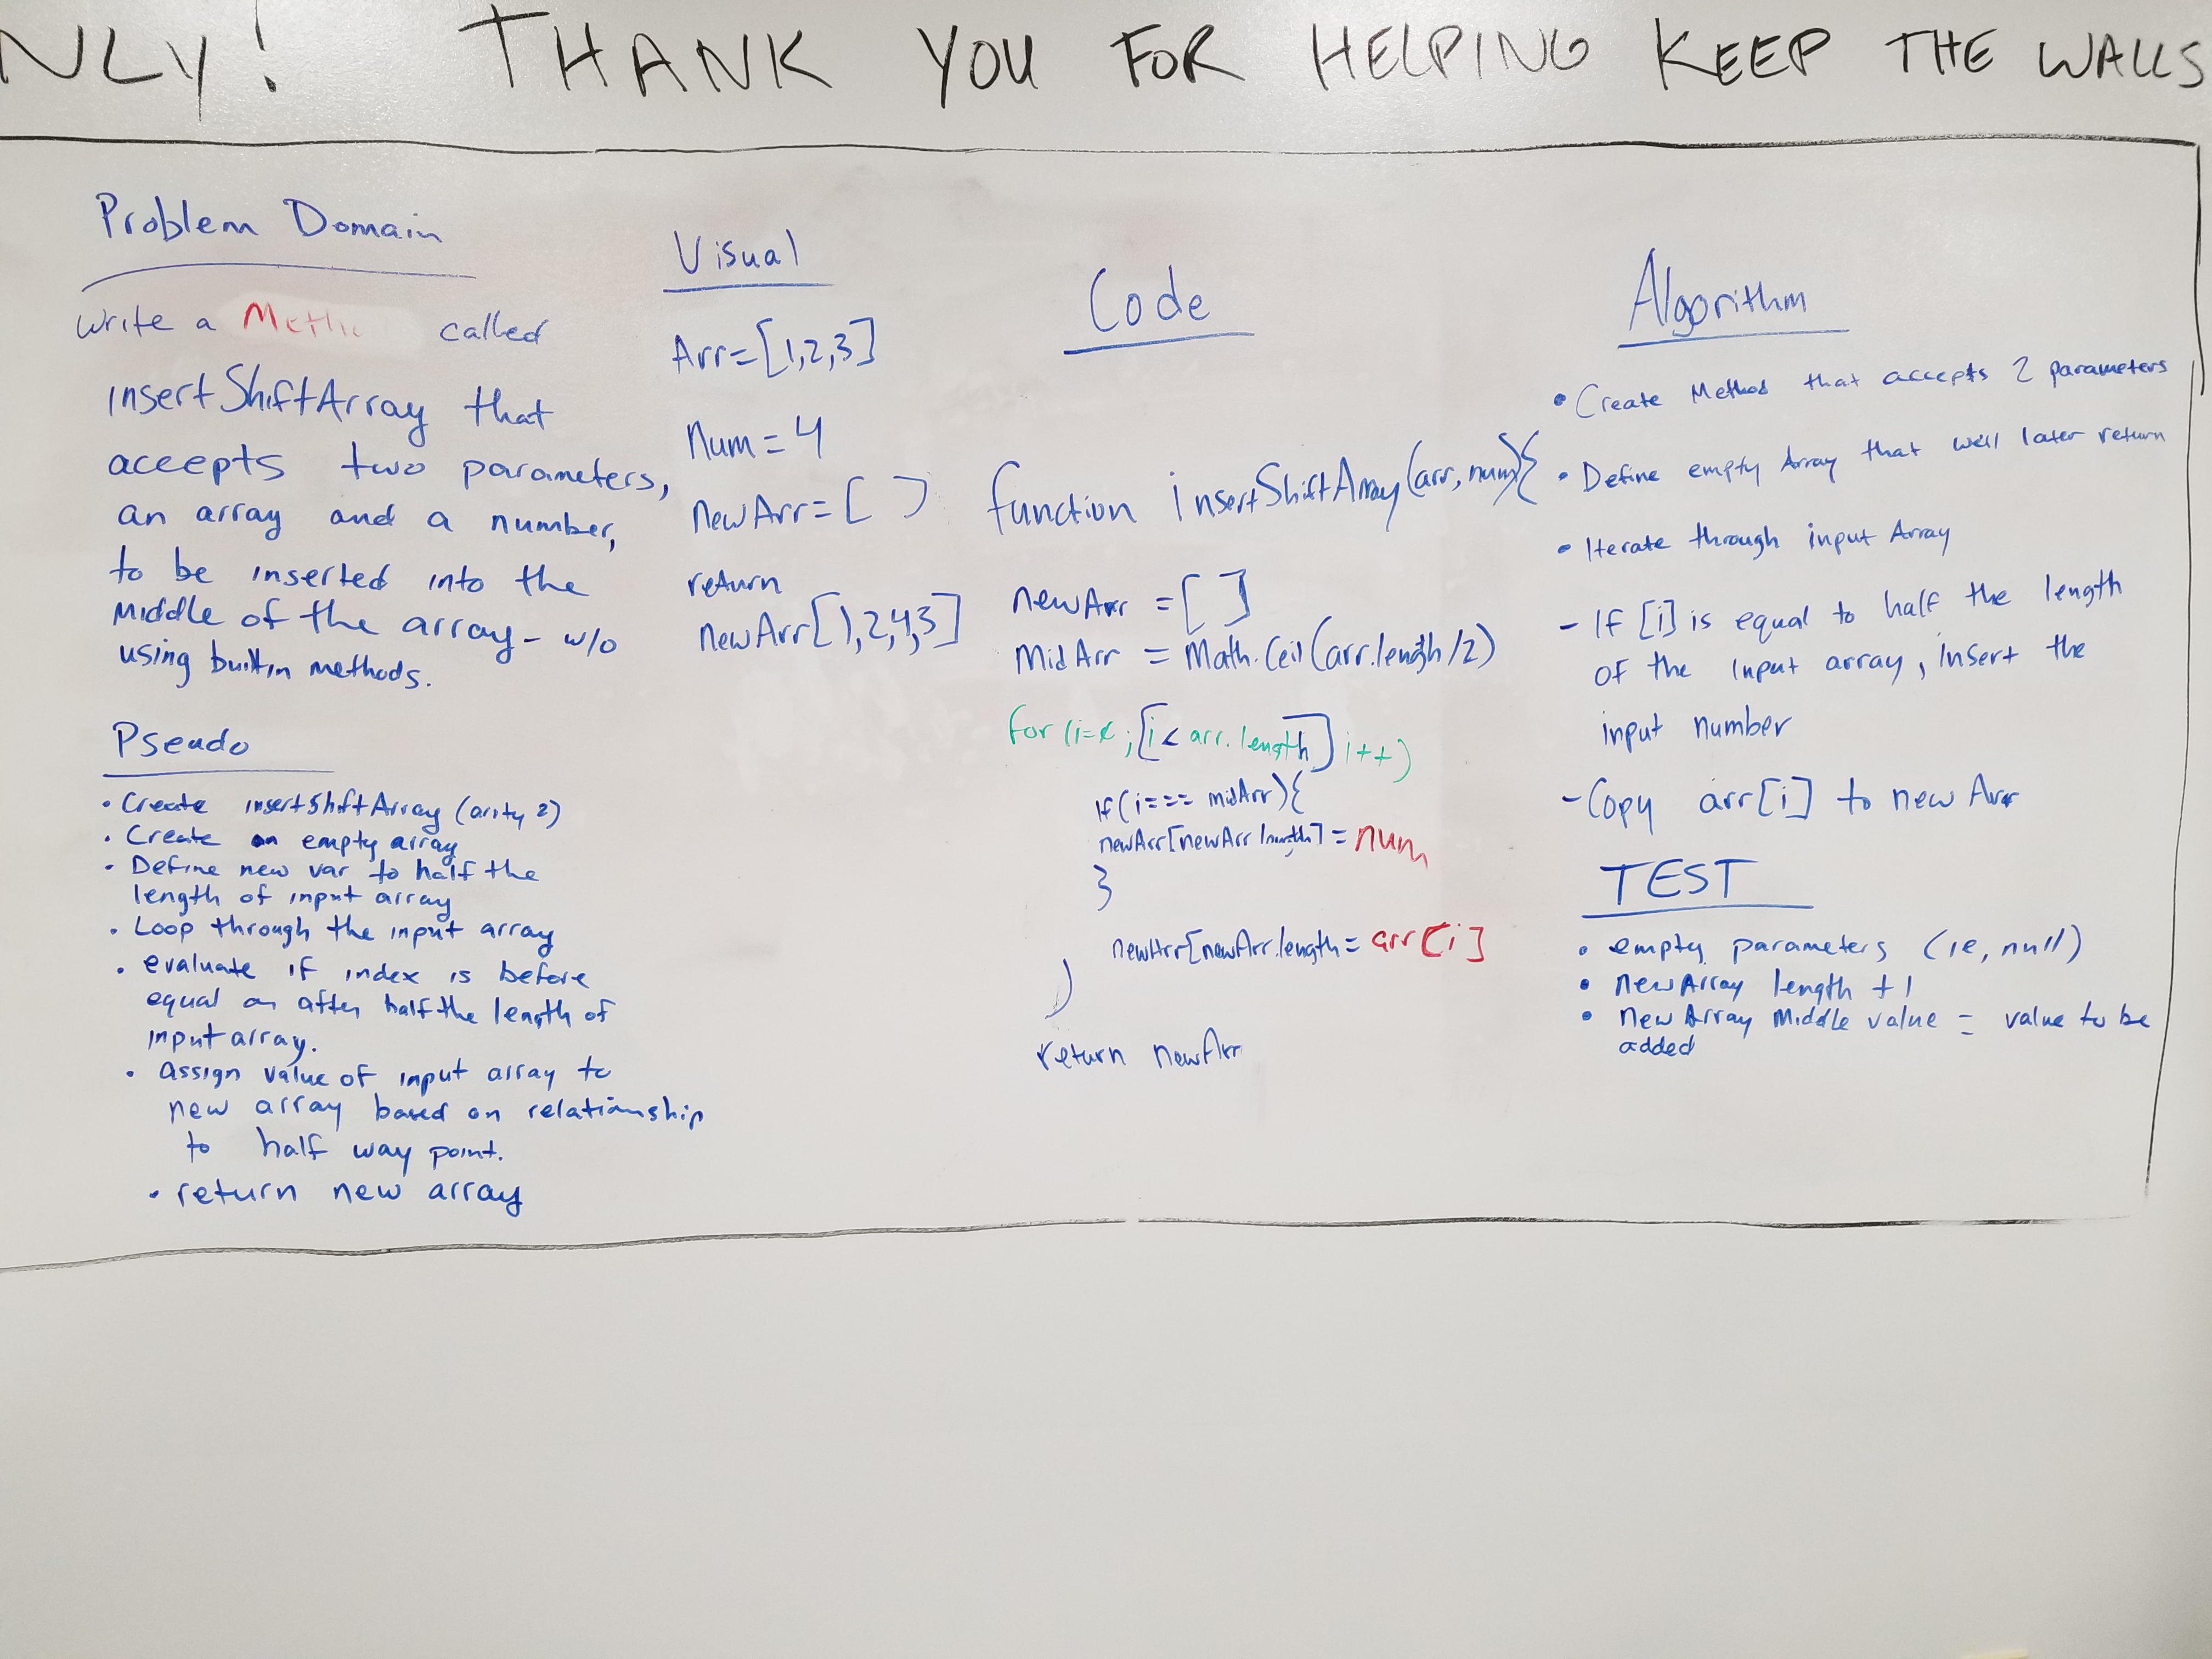 NLY! THANK YOU FOR HELPING KEEP THE WALLS
Problem Domain
Write a Meth called
insertShiftArray that
accepts two parameters,
an array and a number,
to be inserted into the
Middle of the array - w/o
using builtin methods.
Pseudo
• Create insertShiftArray (arity 2)
• Create an empty array
• Define new var to half the
length of input array
• Loop through the input array
• evaluate if index is before
equal or after half the length of
input array.
• assign value of input array to
new array based on relationship
to half way point.
• return new array
Visual
Arr=[1,2,3]
Num=4
newArr=[ ]
return
newArr[1,2,4,3]
Code
function insertShiftArray(arr,num){
newArr = [ ]
MidArr = Math.Ceil(arr.length/2)
for (i=0;[i< arr.length] i++)
if(i=== midArr){
newArr[newArr.length] = num
}
newArr[newArr.length = arr[i]
}
return newArr
Algorithm
• Create Method that accepts 2 parameters
• Define empty Array that well later return
• Iterate through input Array
- If [i] is equal to half the length
of the input array, insert the
input number
- Copy arr[i] to newArr
TEST
• empty parameters (ie, null)
• newArray length +1
• newArray Middle value = value to be
added